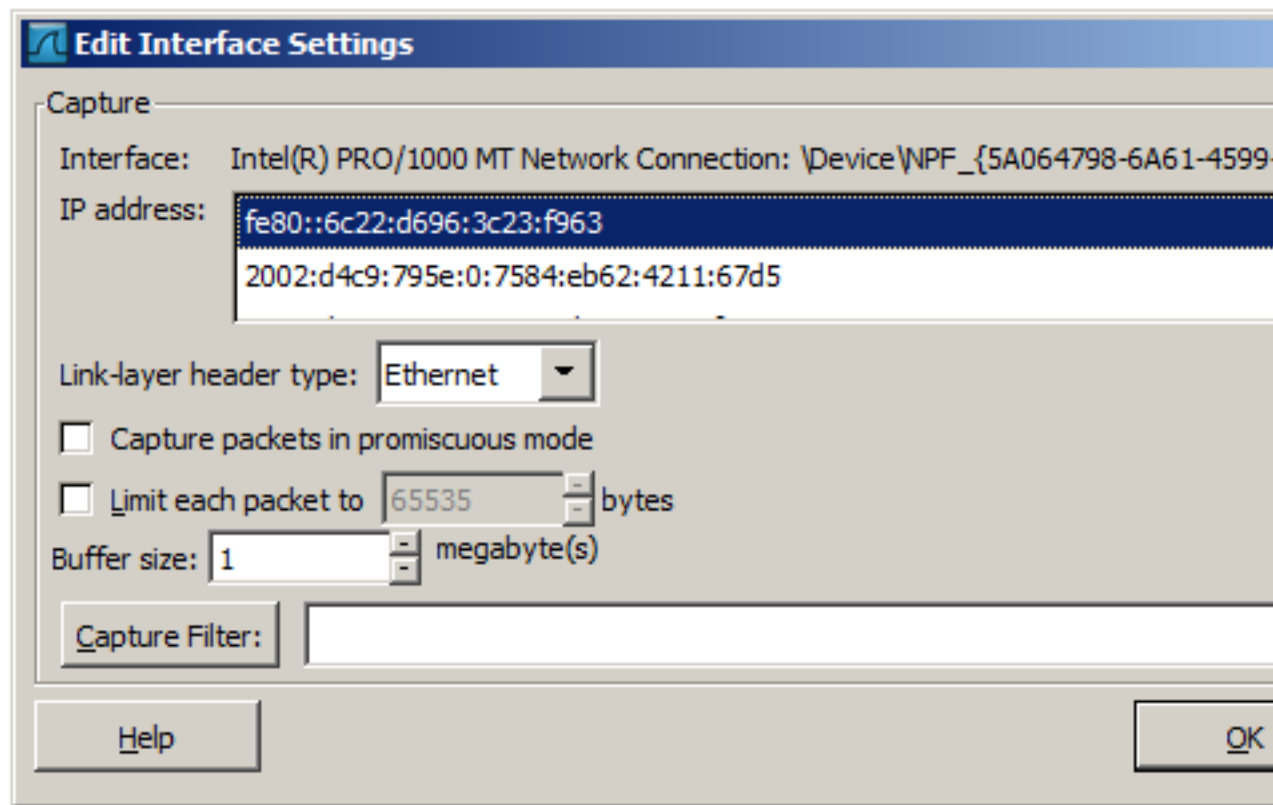 Edit Interface Settings
Capture
Interface: Intel(R) PRO/1000 MT Network Connection: \Device\NPF_{5A064798-6A61-4599-
IP address: fe80::6c22:d696:3c23:f963
2002:d4c9:795e:0:7584:eb62:4211:67d5
Link-layer header type: Ethernet
Capture packets in promiscuous mode
Limit each packet to 65535 bytes
Buffer size: 1 megabyte(s)
Capture Filter:
Help OK